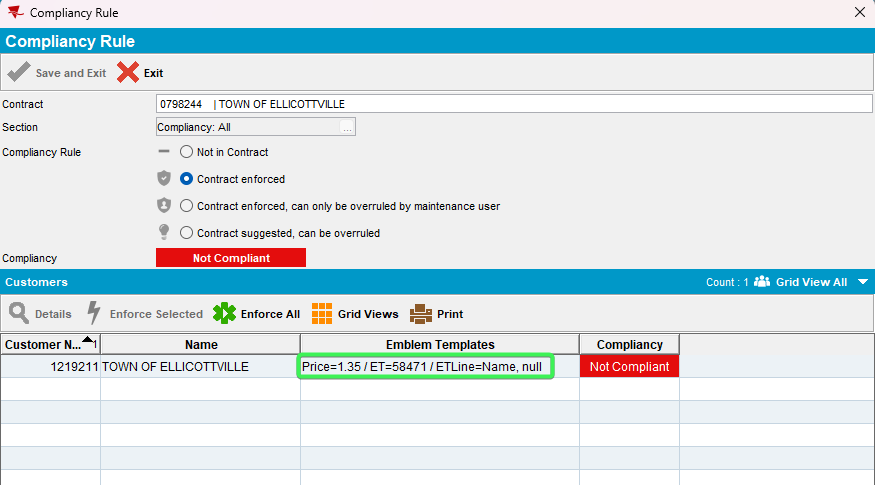 Compliancy Rule
Compliancy Rule
Save and Exit Exit
Contract 0798244 | TOWN OF ELLICOTTVILLE
Section Compliancy: All ...
Compliancy Rule Not in Contract
Contract enforced
Contract enforced, can only be overruled by maintenance user
Contract suggested, can be overruled
Compliancy Not Compliant
Customers Count : 1 Grid View All
Details Enforce Selected Enforce All Grid Views Print
Customer N... 1 Name Emblem Templates Compliancy
1219211 TOWN OF ELLICOTTVILLE Price=1.35 / ET=58471 / ETLine=Name, null Not Compliant